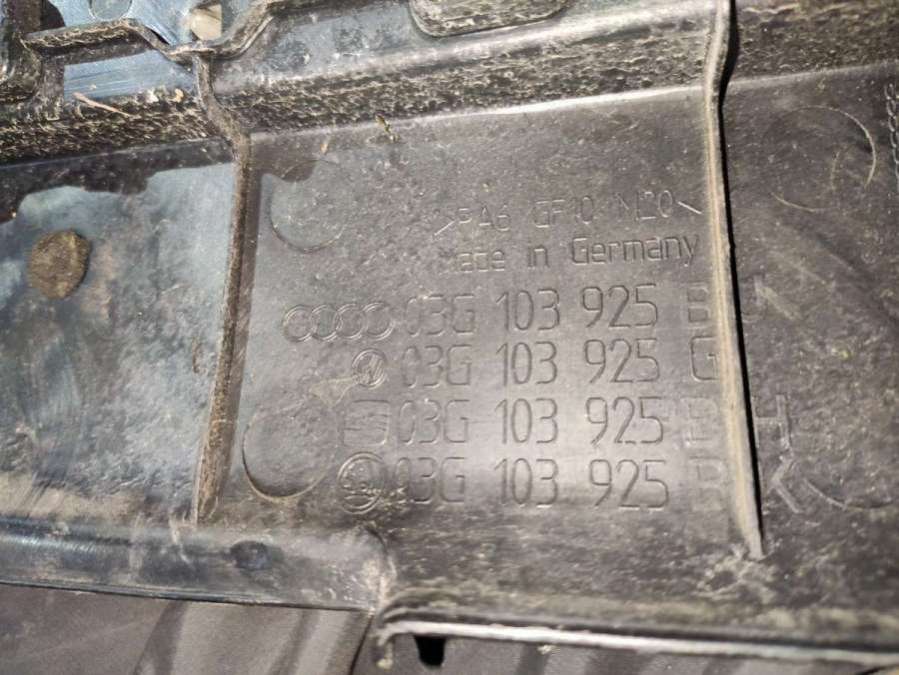 >PA6 GF10 M20<
Made in Germany
03G 103 925
03G 103 925 G
03G 103 925 H
03G 103 925 K